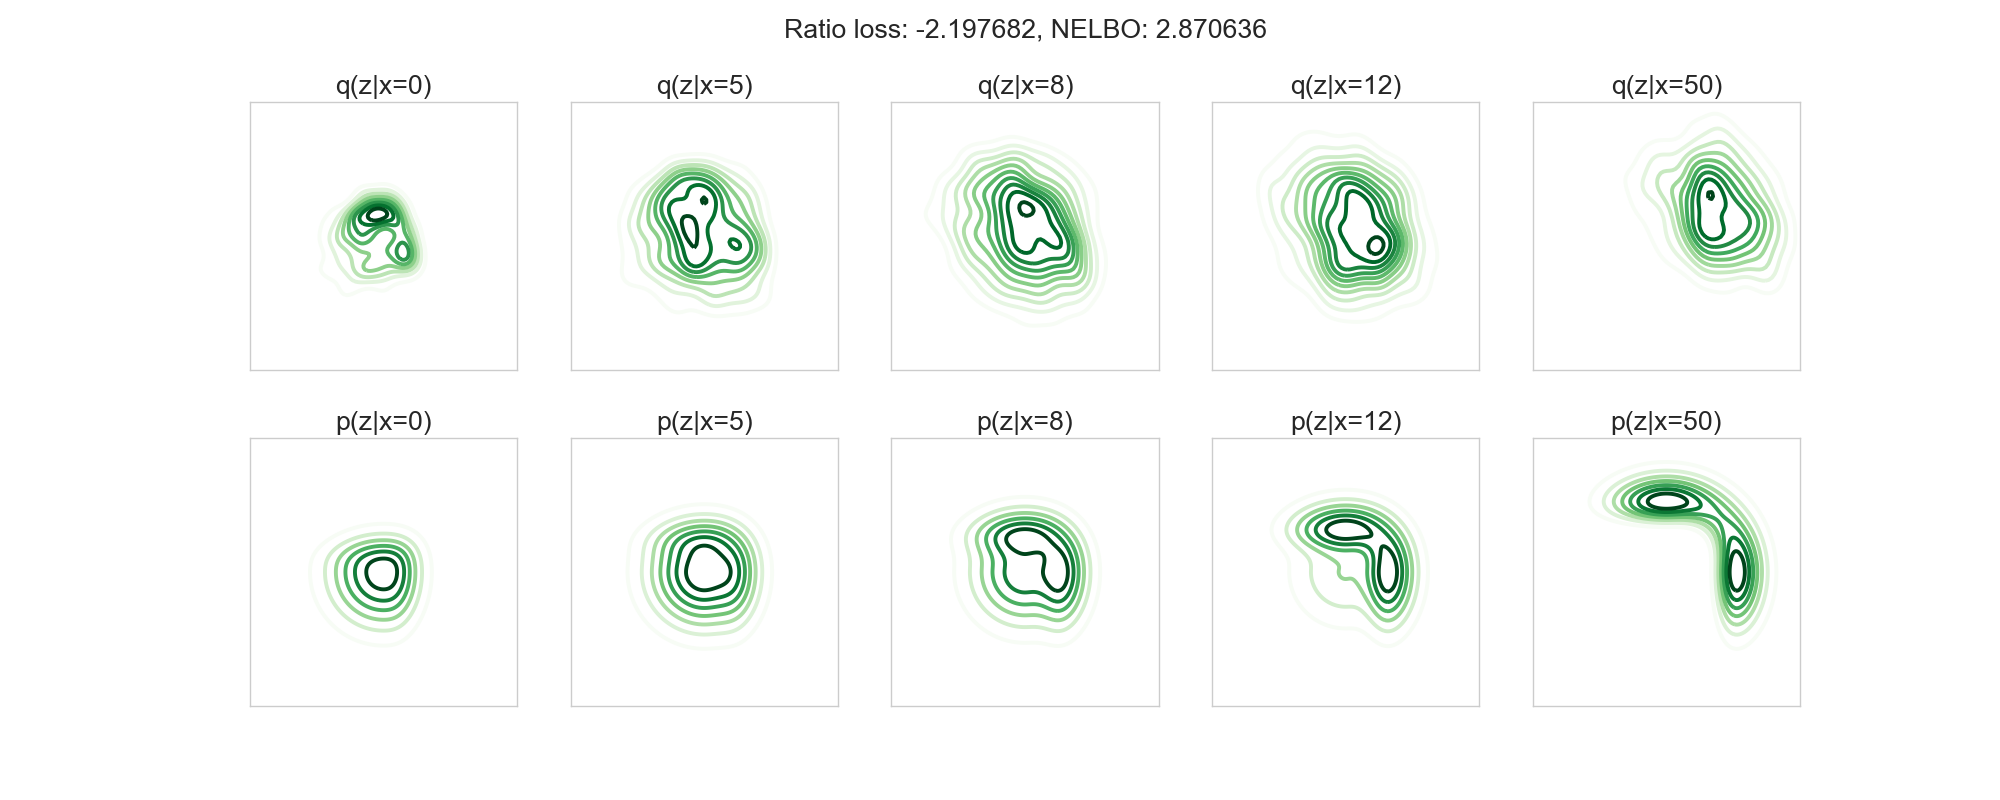 Ratio loss: -2.197682, NELBO: 2.870636
q(z|x=0) q(z|x=5) q(z|x=8) q(z|x=12) q(z|x=50)
p(z|x=0) p(z|x=5) p(z|x=8) p(z|x=12) p(z|x=50)